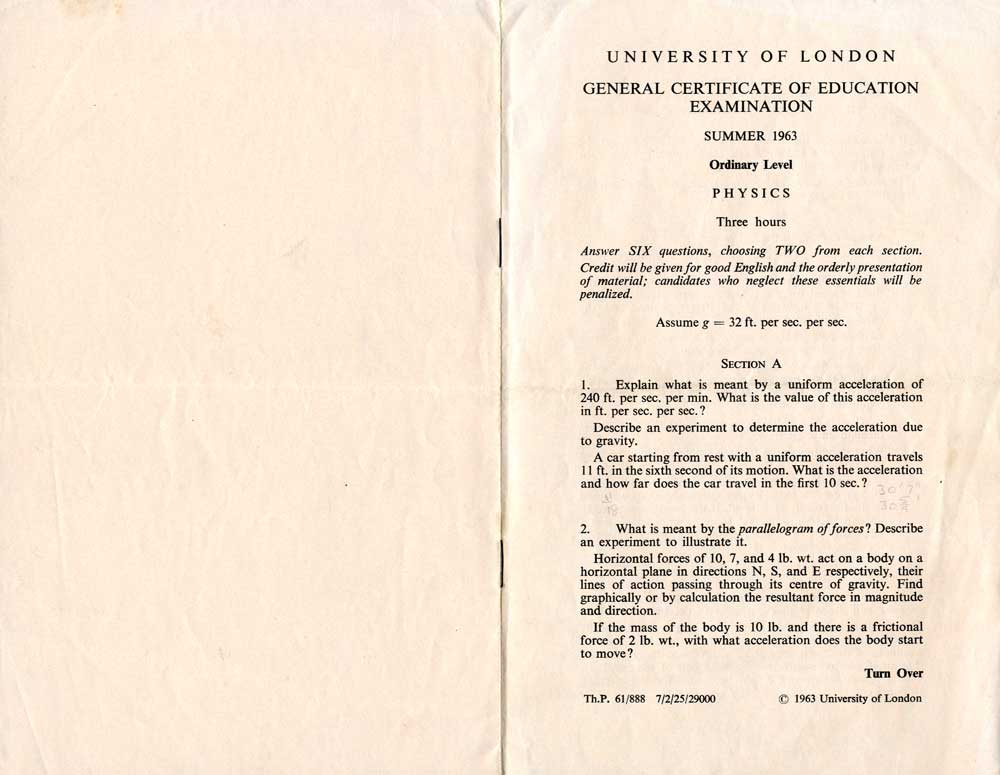 UNIVERSITY OF LONDON
GENERAL CERTIFICATE OF EDUCATION
EXAMINATION
SUMMER 1963
Ordinary Level
PHYSICS
Three hours
Answer SIX questions, choosing TWO from each section.
Credit will be given for good English and the orderly presentation
of material; candidates who neglect these essentials will be
penalized.
Assume g = 32 ft. per sec. per sec.
SECTION A
1. Explain what is meant by a uniform acceleration of
240 ft. per sec. per min. What is the value of this acceleration
in ft. per sec. per sec.?
Describe an experiment to determine the acceleration due
to gravity.
A car starting from rest with a uniform acceleration travels
11 ft. in the sixth second of its motion. What is the acceleration
and how far does the car travel in the first 10 sec.?
2. What is meant by the parallelogram of forces? Describe
an experiment to illustrate it.
Horizontal forces of 10, 7, and 4 lb. wt. act on a body on a
horizontal plane in directions N, S, and E respectively, their
lines of action passing through its centre of gravity. Find
graphically or by calculation the resultant force in magnitude
and direction.
If the mass of the body is 10 lb. and there is a frictional
force of 2 lb. wt., with what acceleration does the body start
to move?
Turn Over
Th.P. 61/888 7/2/25/29000 © 1963 University of London